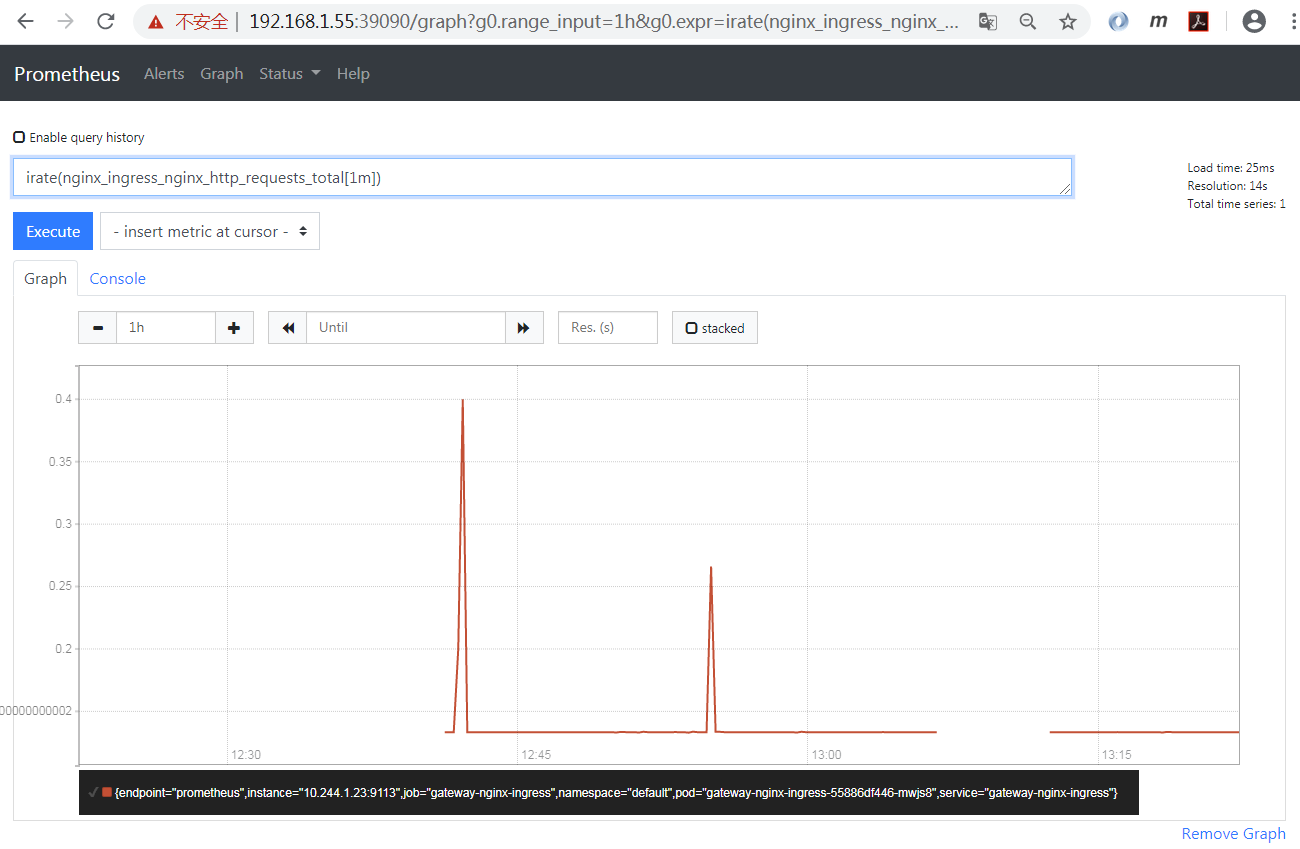 不安全 | 192.168.1.55:39090/graph?g0.range_input=1h&g0.expr=irate(nginx_ingress_nginx_...
Prometheus Alerts Graph Status Help
Enable query history
irate(nginx_ingress_nginx_http_requests_total[1m])
Load time: 25ms
Resolution: 14s
Total time series: 1
Execute - insert metric at cursor -
Graph Console
1h Until Res. (s) stacked
0.4
0.35
0.3
0.25
0.2
00000000002
12:30 12:45 13:00 13:15
{endpoint="prometheus",instance="10.244.1.23:9113",job="gateway-nginx-ingress",namespace="default",pod="gateway-nginx-ingress-55886df446-mwjs8",service="gateway-nginx-ingress"}
Remove Graph